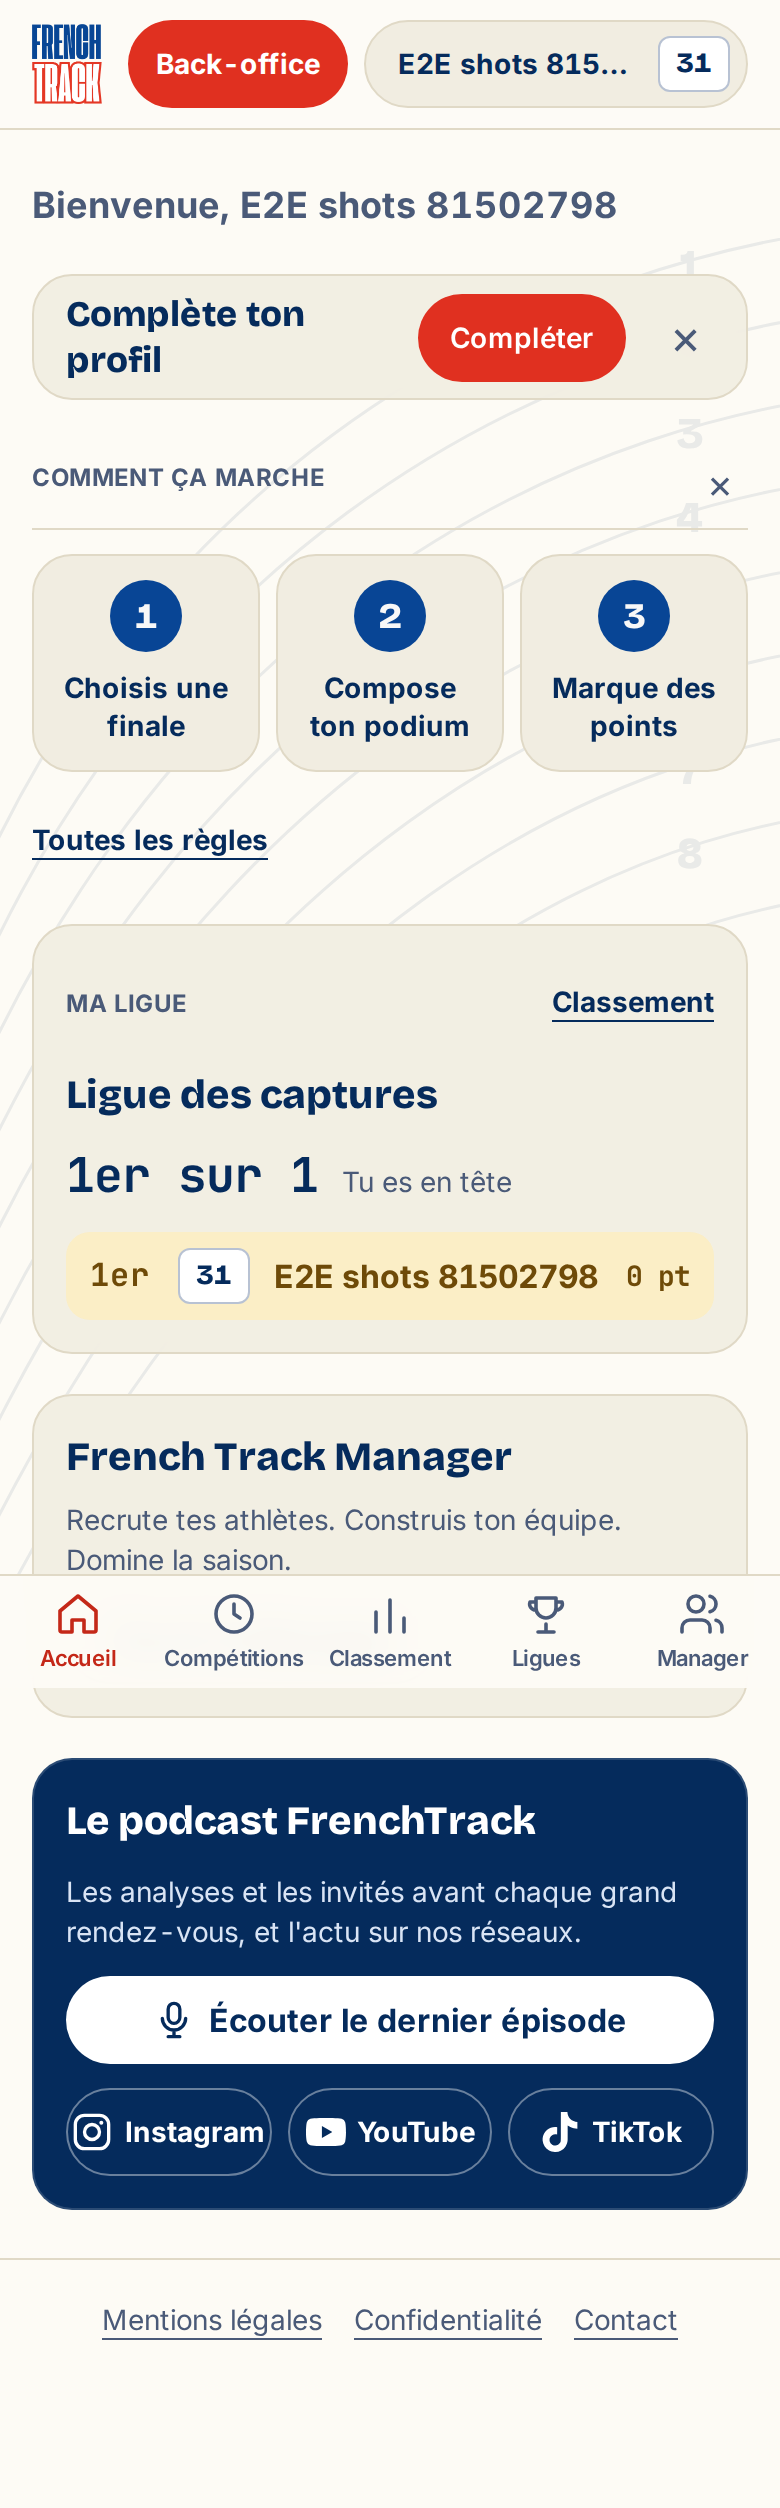 FRENCH
TRACK
Back-office
E2E shots 815...
31
Bienvenue, E2E shots 81502798
1
Complète ton
profil
Compléter
3
COMMENT ÇA MARCHE
4
1
Choisis une
finale
2
Compose
ton podium
3
Marque des
points
7
Toutes les règles
8
MA LIGUE
Classement
Ligue des captures
1er sur 1 Tu es en tête
1er 31 E2E shots 81502798 0 pt
French Track Manager
Recrute tes athlètes. Construis ton équipe.
Domine la saison.
Accueil
Compétitions
Classement
Ligues
Manager
Le podcast FrenchTrack
Les analyses et les invités avant chaque grand
rendez-vous, et l'actu sur nos réseaux.
Écouter le dernier épisode
Instagram
YouTube
TikTok
Mentions légales
Confidentialité
Contact